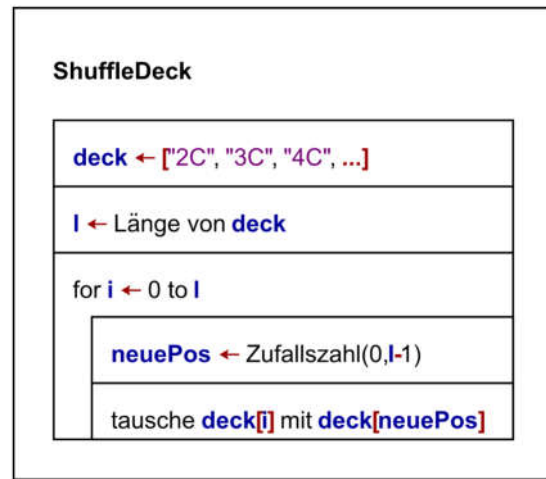 ShuffleDeck
deck ← ["2C", "3C", "4C", ...]
l ← Länge von deck
for i ← 0 to l
neuePos ← Zufallszahl(0,l-1)
tausche deck[i] mit deck[neuePos]